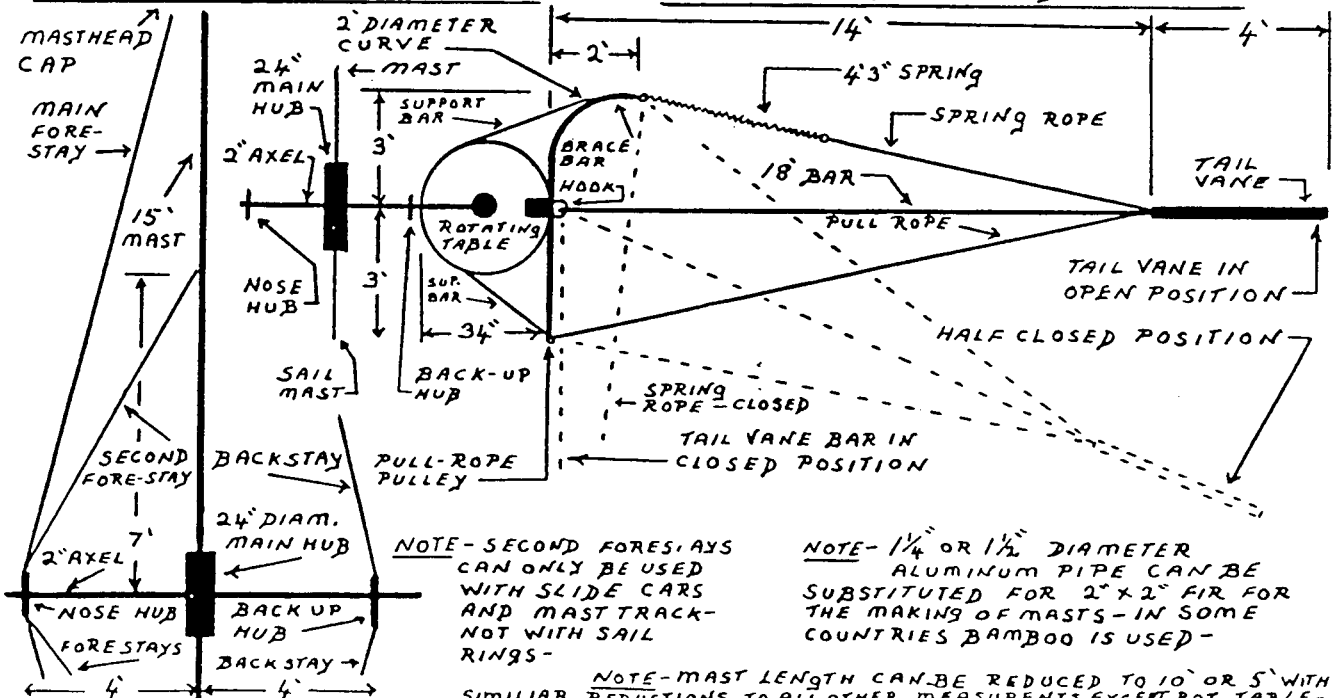 MASTHEAD
CAP
MAIN
FORE-
STAY
15'
MAST
7'
SECOND
FORE-STAY
2" AXEL
NOSE HUB
FORESTAYS
4'
4'
24" DIAM.
MAIN HUB
BACK UP
HUB
BACKSTAY
BACKSTAY
24"
MAIN
HUB
2" AXEL
NOSE
HUB
MAST
SAIL
MAST
2' DIAMETER
CURVE
SUPPORT
BAR
3'
3'
ROTATING
TABLE
SUP.
BAR
34"
BACK-UP
HUB
PULL-ROPE
PULLEY
2'
14'
4'
4'3" SPRING
SPRING ROPE
BRACE
BAR
HOOK
18' BAR
PULL ROPE
TAIL
VANE
TAIL VANE IN
OPEN POSITION
HALF CLOSED POSITION
SPRING
ROPE - CLOSED
TAIL VANE BAR IN
CLOSED POSITION
NOTE - SECOND FORESTAYS
CAN ONLY BE USED
WITH SLIDE CARS
AND MAST TRACK-
NOT WITH SAIL
RINGS-
NOTE - 1¼" OR 1½" DIAMETER
ALUMINUM PIPE CAN BE
SUBSTITUTED FOR 2" X 2" FIR FOR
THE MAKING OF MASTS - IN SOME
COUNTRIES BAMBOO IS USED -
NOTE - MAST LENGTH CAN BE REDUCED TO 10' OR 5' WITH
SIMILIAR REDUCTIONS TO ALL OTHER MEASUREMENTS EXCEPT ROT. TABLE-